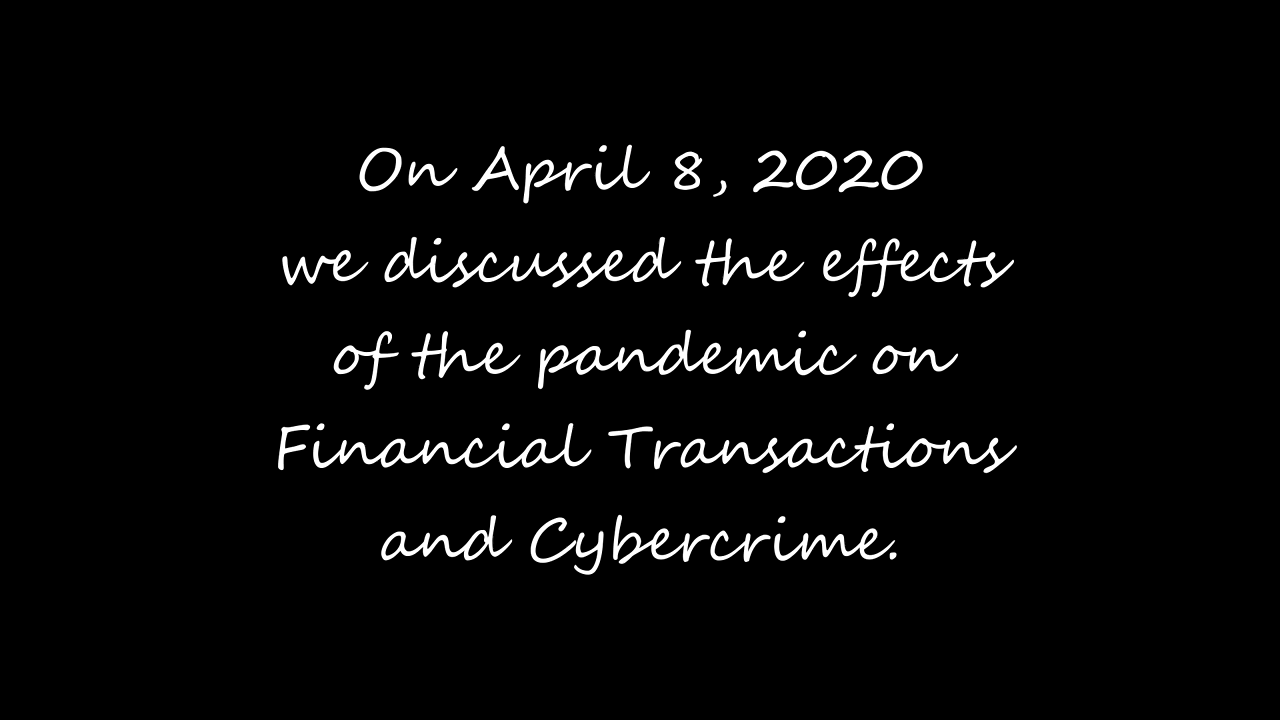 On April 8, 2020
we discussed the effects
of the pandemic on
Financial Transactions
and Cybercrime.